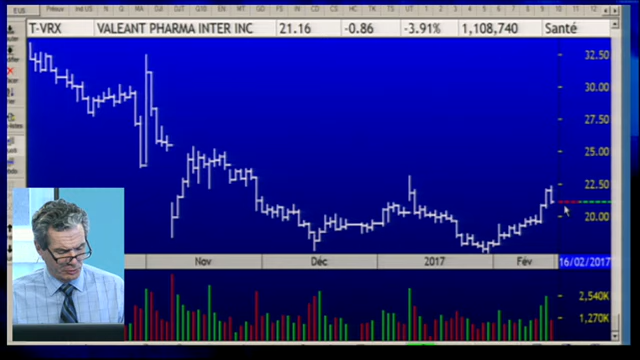 T-VRX VALEANT PHARMA INTER INC 21.16 -0.86 -3.91% 1,108,740 Santé
32.50
30.00
27.50
25.00
22.50
20.00
Nov Déc 2017 Fév 16/02/2017
2,540K
1,270K